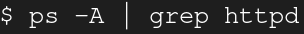 $ ps -A | grep httpd